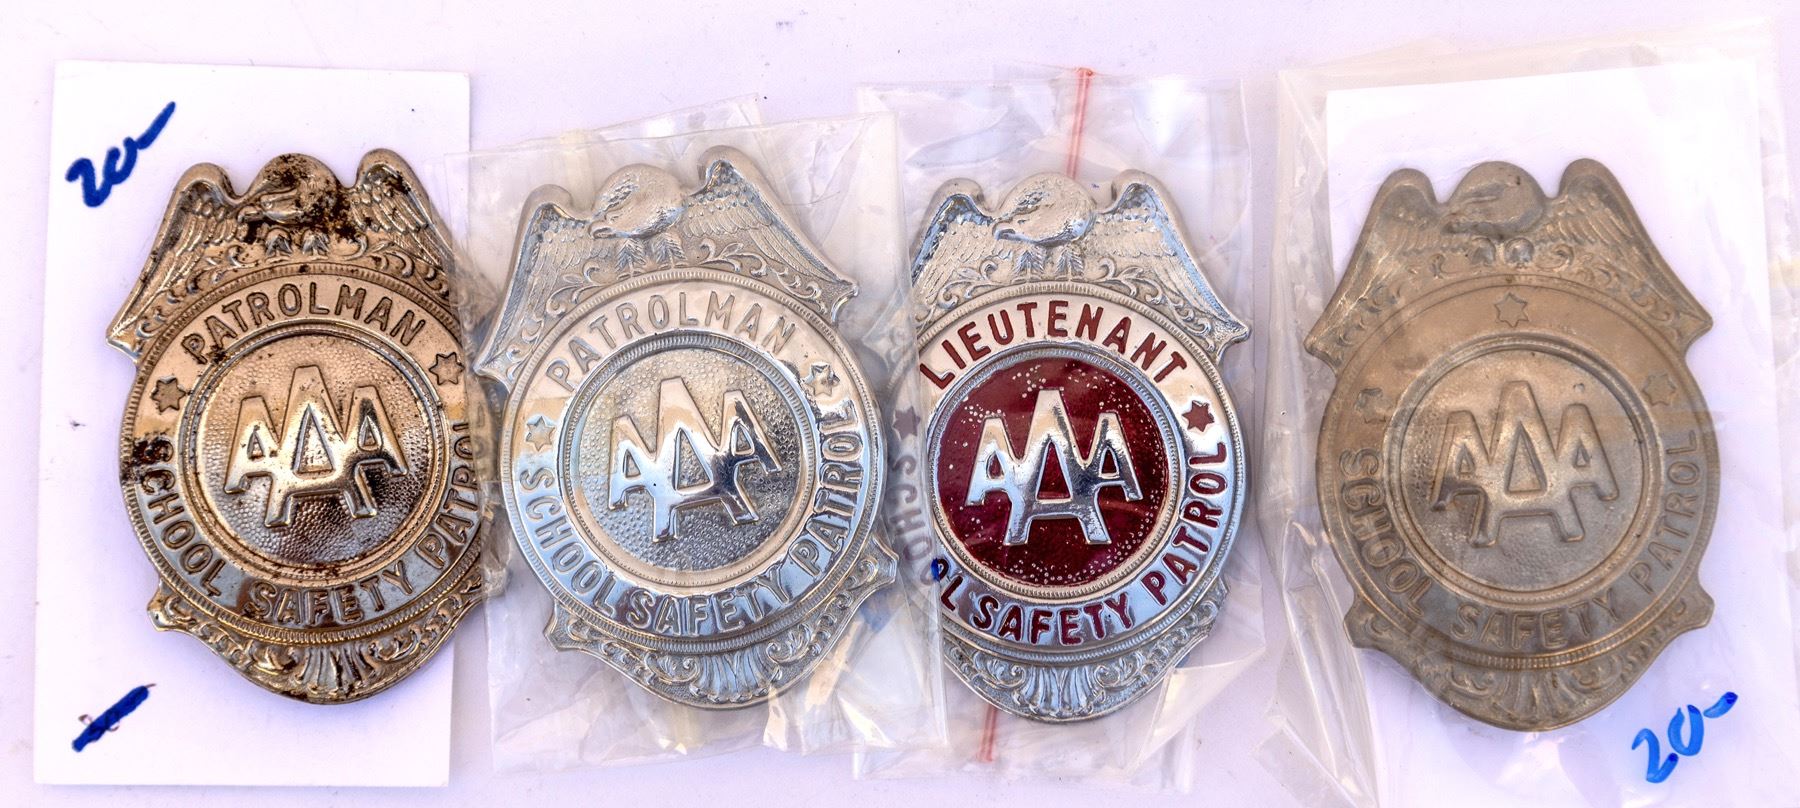 20-
PATROLMAN
AAA
SCHOOL SAFETY PATROL
PATROLMAN
AAA
SCHOOL SAFETY PATROL
LIEUTENANT
AAA
SCHOOL SAFETY PATROL
AAA
SCHOOL SAFETY PATROL
20-